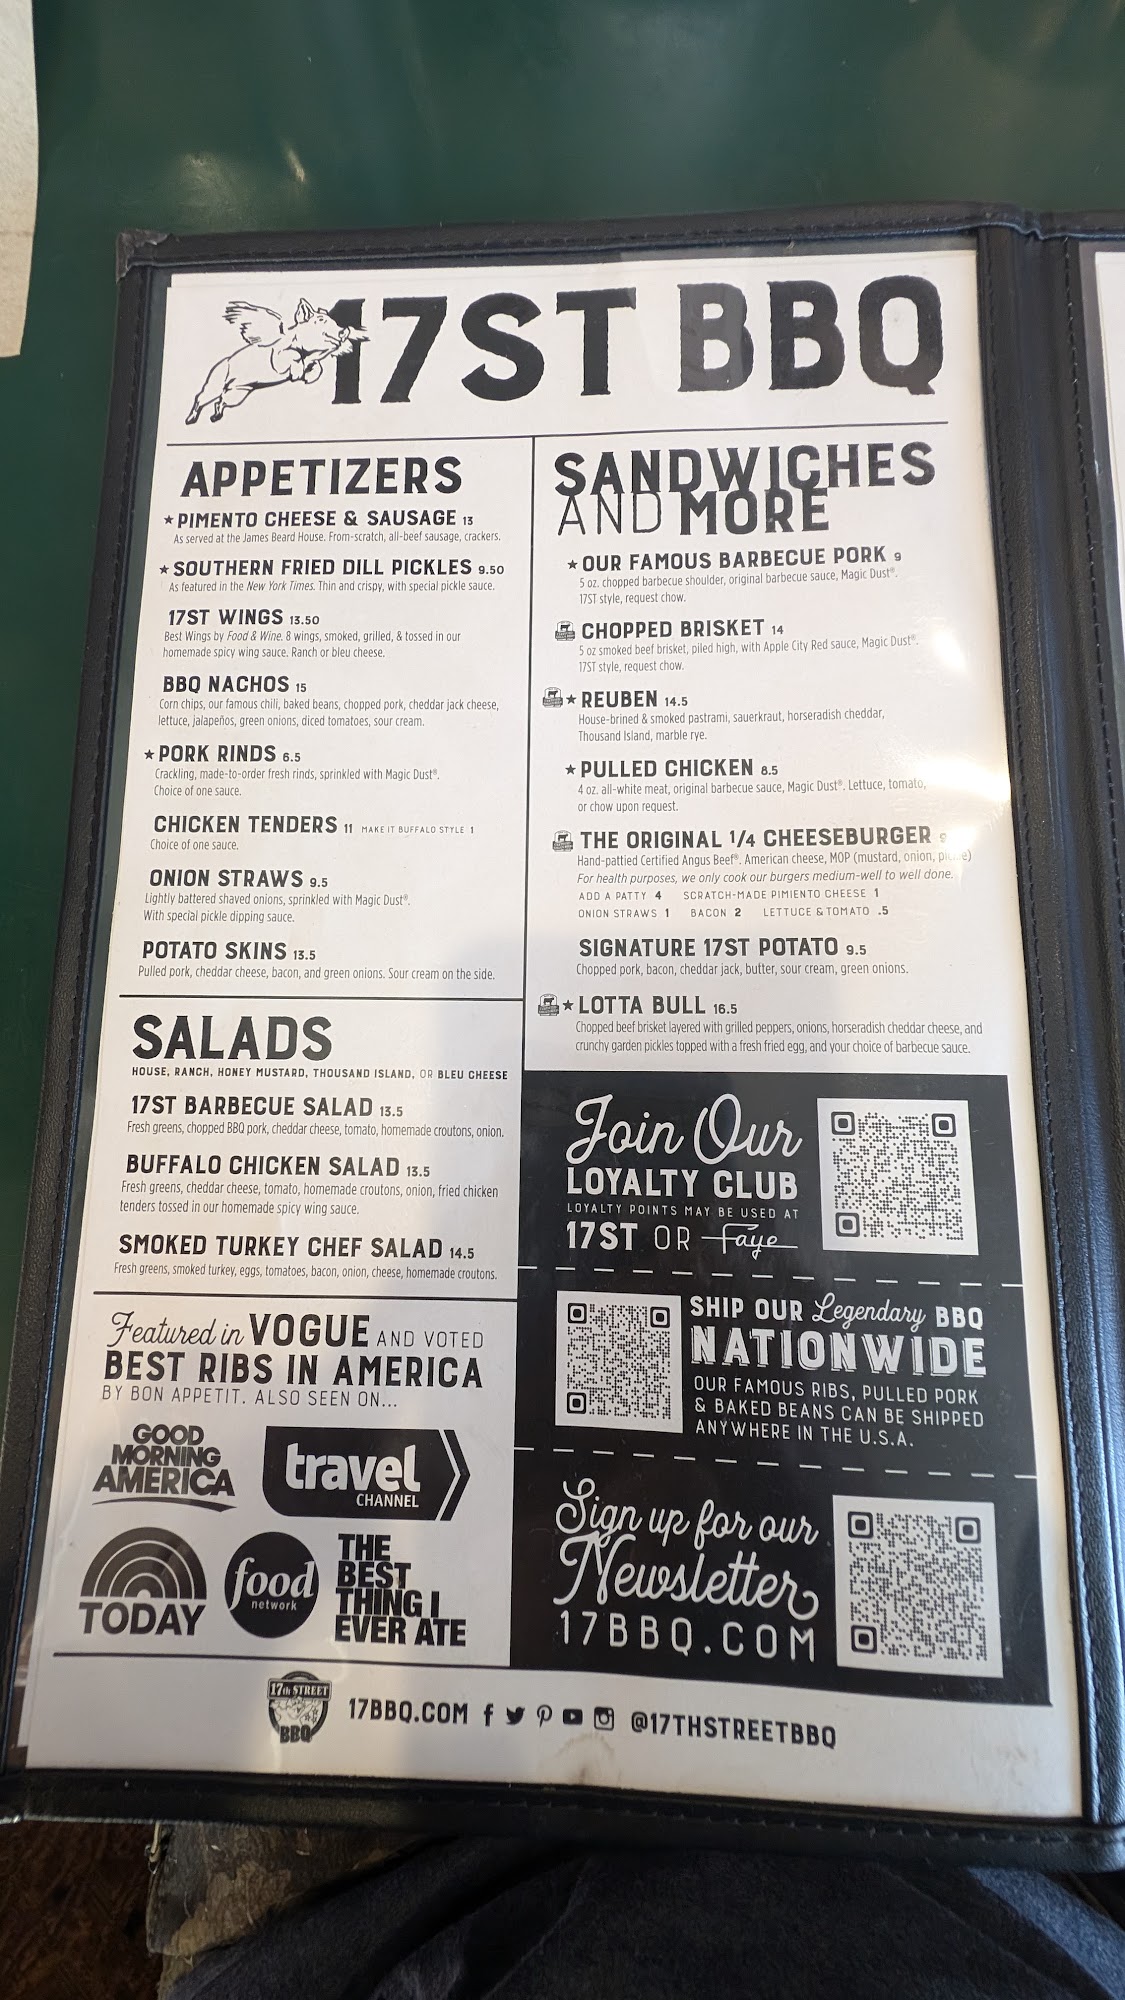 17ST BBQ
APPETIZERS
★ PIMENTO CHEESE & SAUSAGE 13
As served at the James Beard House. From-scratch, all-beef sausage, crackers.
★ SOUTHERN FRIED DILL PICKLES 9.50
As featured in the New York Times. Thin and crispy, with special pickle sauce.
17ST WINGS 13.50
Best Wings by Food & Wine. 8 wings, smoked, grilled, & tossed in our
homemade spicy wing sauce. Ranch or bleu cheese.
BBQ NACHOS 15
Corn chips, our famous chili, baked beans, chopped pork, cheddar jack cheese,
lettuce, jalapeños, green onions, diced tomatoes, sour cream.
★ PORK RINDS 6.5
Crackling, made-to-order fresh rinds, sprinkled with Magic Dust®.
Choice of one sauce.
CHICKEN TENDERS 11 MAKE IT BUFFALO STYLE 1
Choice of one sauce.
ONION STRAWS 9.5
Lightly battered shaved onions, sprinkled with Magic Dust®.
With special pickle dipping sauce.
POTATO SKINS 13.5
Pulled pork, cheddar cheese, bacon, and green onions. Sour cream on the side.
SALADS
HOUSE, RANCH, HONEY MUSTARD, THOUSAND ISLAND, OR BLEU CHEESE
17ST BARBECUE SALAD 13.5
Fresh greens, chopped BBQ pork, cheddar cheese, tomato, homemade croutons, onion.
BUFFALO CHICKEN SALAD 13.5
Fresh greens, cheddar cheese, tomato, homemade croutons, onion, fried chicken
tenders tossed in our homemade spicy wing sauce.
SMOKED TURKEY CHEF SALAD 14.5
Fresh greens, smoked turkey, eggs, tomatoes, bacon, onion, cheese, homemade croutons.
Featured in VOGUE AND VOTED
BEST RIBS IN AMERICA
BY BON APPETIT. ALSO SEEN ON...
GOOD
MORNING
AMERICA
travel
CHANNEL
TODAY
food
network
THE
BEST
THING I
EVER ATE
SANDWICHES
AND MORE
★ OUR FAMOUS BARBECUE PORK 9
5 oz. chopped barbecue shoulder, original barbecue sauce, Magic Dust®.
17ST style, request chow.
CHOPPED BRISKET 14
5 oz smoked beef brisket, piled high, with Apple City Red sauce, Magic Dust®.
17ST style, request chow.
★ REUBEN 14.5
House-brined & smoked pastrami, sauerkraut, horseradish cheddar,
Thousand Island, marble rye.
★ PULLED CHICKEN 8.5
4 oz. all-white meat, original barbecue sauce, Magic Dust®. Lettuce, tomato,
or chow upon request.
THE ORIGINAL 1/4 CHEESEBURGER
Hand-pattied Certified Angus Beef®. American cheese, MOP (mustard, onion, pickle)
For health purposes, we only cook our burgers medium-well to well done.
ADD A PATTY 4 SCRATCH-MADE PIMIENTO CHEESE 1
ONION STRAWS 1 BACON 2 LETTUCE & TOMATO .5
SIGNATURE 17ST POTATO 9.5
Chopped pork, bacon, cheddar jack, butter, sour cream, green onions.
★ LOTTA BULL 16.5
Chopped beef brisket layered with grilled peppers, onions, horseradish cheddar cheese, and
crunchy garden pickles topped with a fresh fried egg, and your choice of barbecue sauce.
Join Our
LOYALTY CLUB
LOYALTY POINTS MAY BE USED AT
17ST OR Faye
SHIP OUR Legendary BBQ
NATIONWIDE
OUR FAMOUS RIBS, PULLED PORK
& BAKED BEANS CAN BE SHIPPED
ANYWHERE IN THE U.S.A.
Sign up for our
Newsletter
17BBQ.COM
17th STREET
BBQ
17BBQ.COM @17THSTREETBBQ